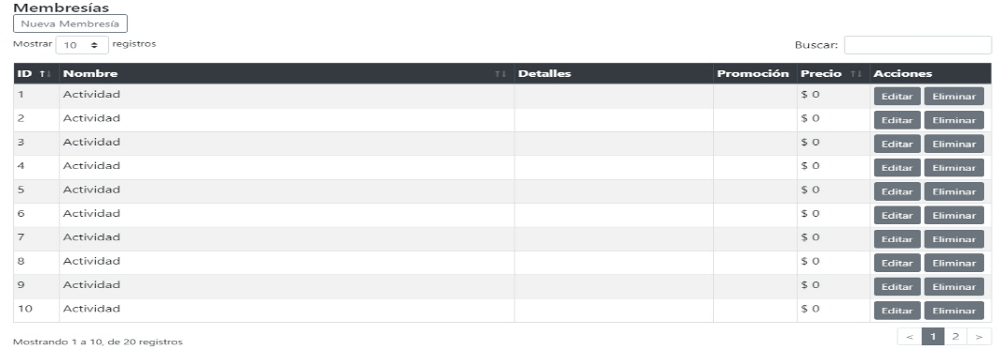 Membresías
Nueva Membresía
Mostrar 10 registros Buscar:
ID Nombre Detalles Promoción Precio Acciones
1 Actividad $ 0 Editar Eliminar
2 Actividad $ 0 Editar Eliminar
3 Actividad $ 0 Editar Eliminar
4 Actividad $ 0 Editar Eliminar
5 Actividad $ 0 Editar Eliminar
6 Actividad $ 0 Editar Eliminar
7 Actividad $ 0 Editar Eliminar
8 Actividad $ 0 Editar Eliminar
9 Actividad $ 0 Editar Eliminar
10 Actividad $ 0 Editar Eliminar
Mostrando 1 a 10, de 20 registros < 1 2 >